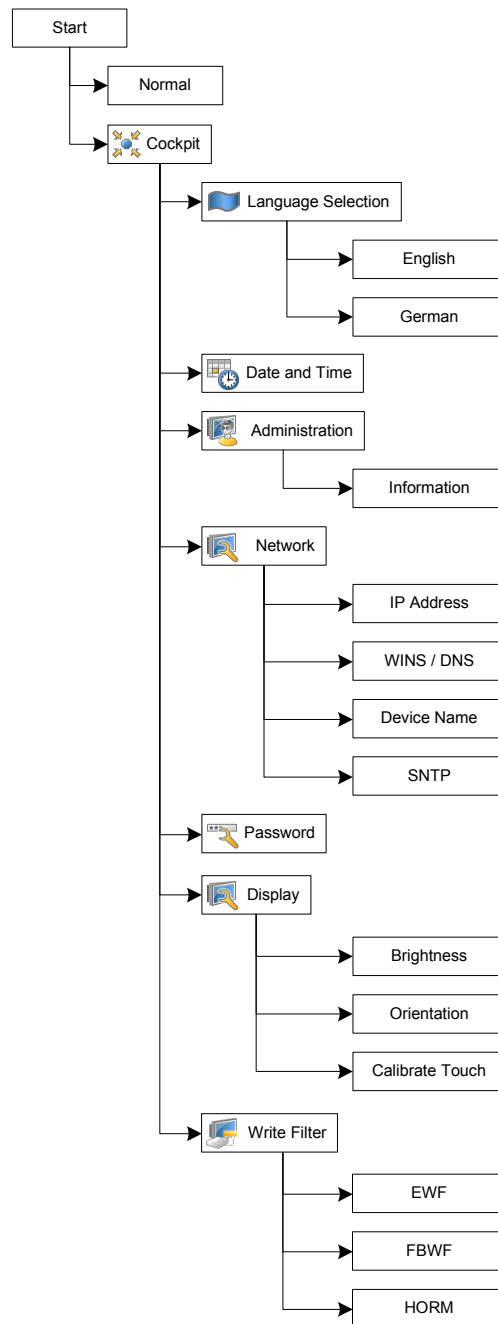 Start
Normal
Cockpit
Language Selection
English
German
Date and Time
Administration
Information
Network
IP Address
WINS / DNS
Device Name
SNTP
Password
Display
Brightness
Orientation
Calibrate Touch
Write Filter
EWF
FBWF
HORM